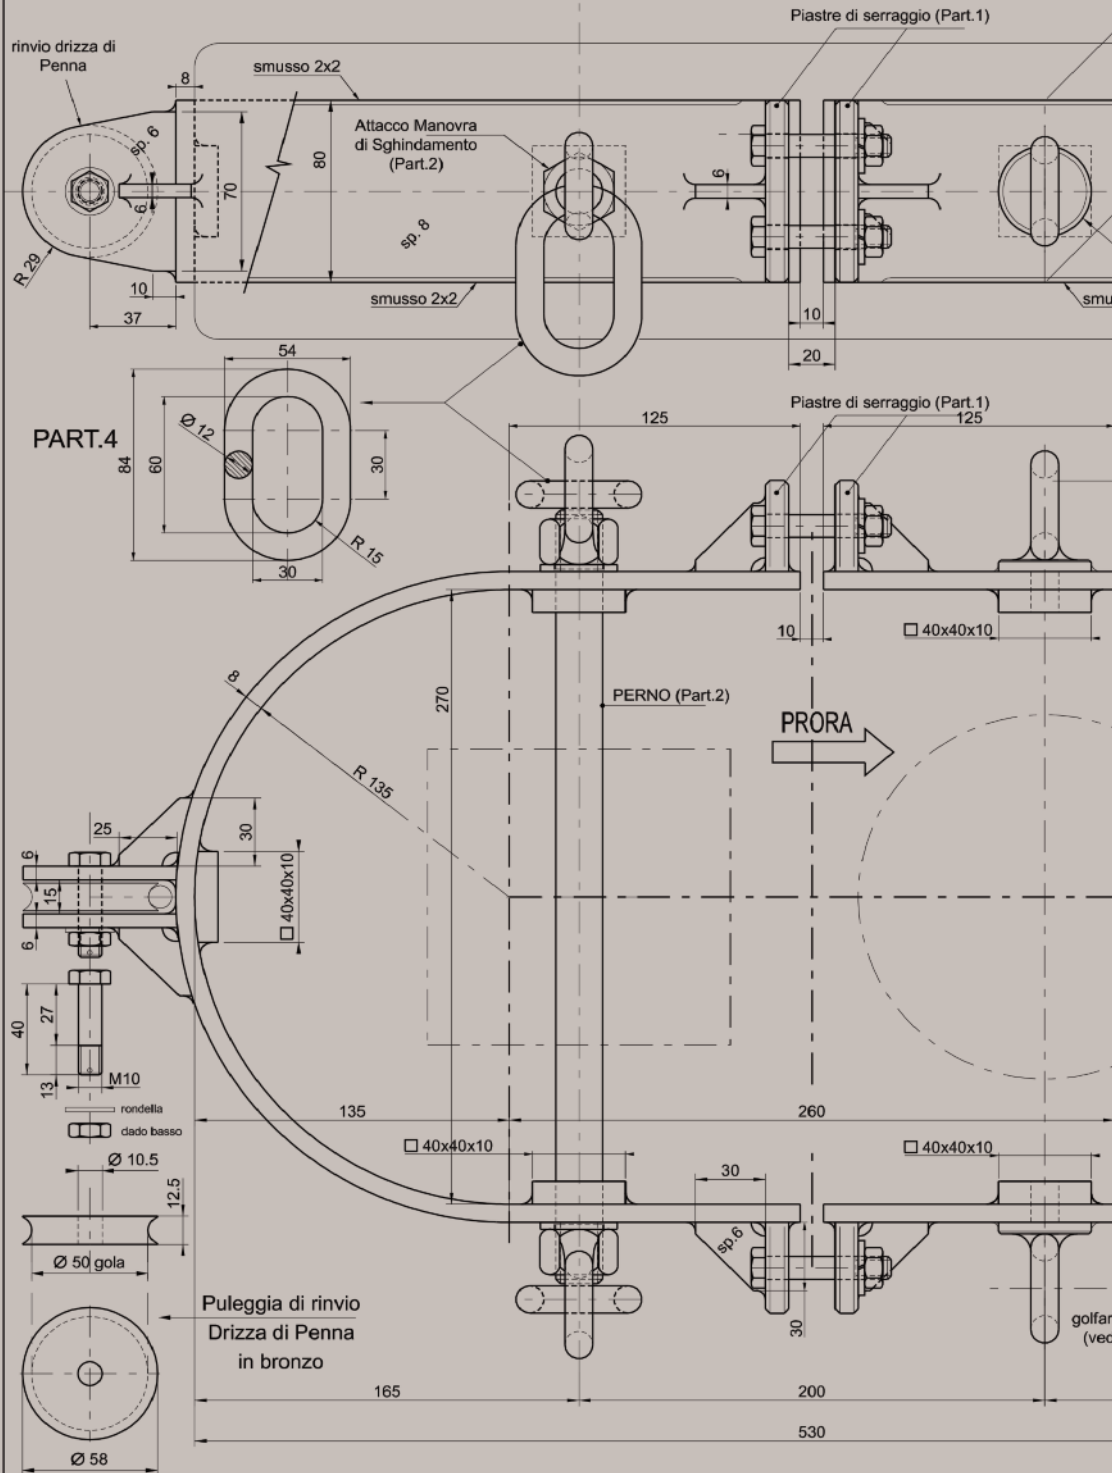 Piastre di serraggio (Part.1)
rinvio drizza di
Penna
8
smusso 2x2
sp. 6
Attacco Manovra
di Sghindamento
(Part.2)
80
70
6
6
sp. 8
R 29
10
37
smusso 2x2
smu
10
20
54
PART.4
Ø 12
84
60
30
R 15
30
Piastre di serraggio (Part.1)
125
125
10
40x40x10
8
270
PERNO (Part.2)
PRORA
R 135
25
30
6
15
6
40x40x10
40
27
13
M10
rondella
dado basso
135
260
40x40x10
40x40x10
Ø 10.5
12.5
Ø 50 gola
30
sp.6
30
Puleggia di rinvio
Drizza di Penna
in bronzo
golfar
(vec
165
200
530
Ø 58